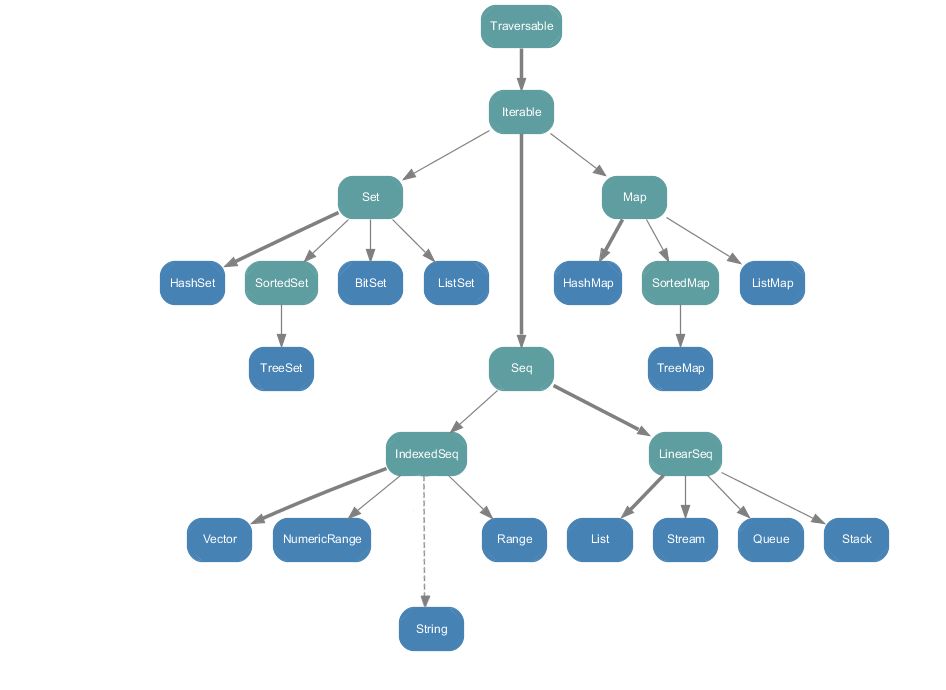 Traversable
Iterable
Set
Map
HashSet
SortedSet
BitSet
ListSet
HashMap
SortedMap
ListMap
TreeSet
Seq
TreeMap
IndexedSeq
LinearSeq
Vector
NumericRange
Range
List
Stream
Queue
Stack
String